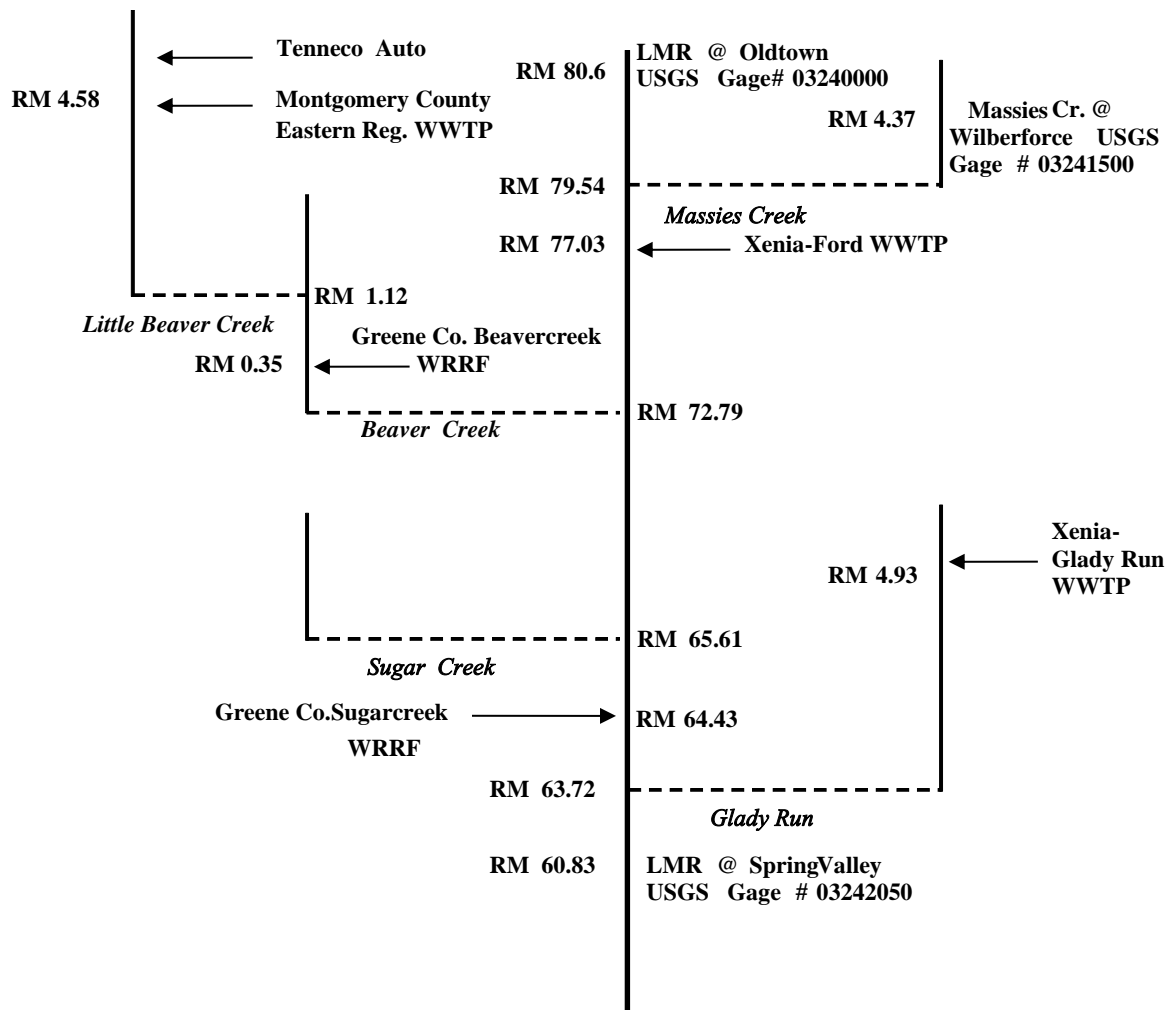 Tenneco Auto
RM 4.58
Montgomery County
Eastern Reg. WWTP
RM 80.6
LMR @ Oldtown
USGS Gage# 03240000
RM 4.37
Massies Cr. @
Wilberforce USGS
Gage # 03241500
RM 79.54
Massies Creek
RM 77.03
Xenia-Ford WWTP
RM 1.12
Little Beaver Creek
Greene Co. Beavercreek
WRRF
RM 0.35
RM 72.79
Beaver Creek
Xenia-
Glady Run
WWTP
RM 4.93
RM 65.61
Sugar Creek
Greene Co.Sugarcreek
WRRF
RM 64.43
RM 63.72
Glady Run
RM 60.83
LMR @ SpringValley
USGS Gage # 03242050